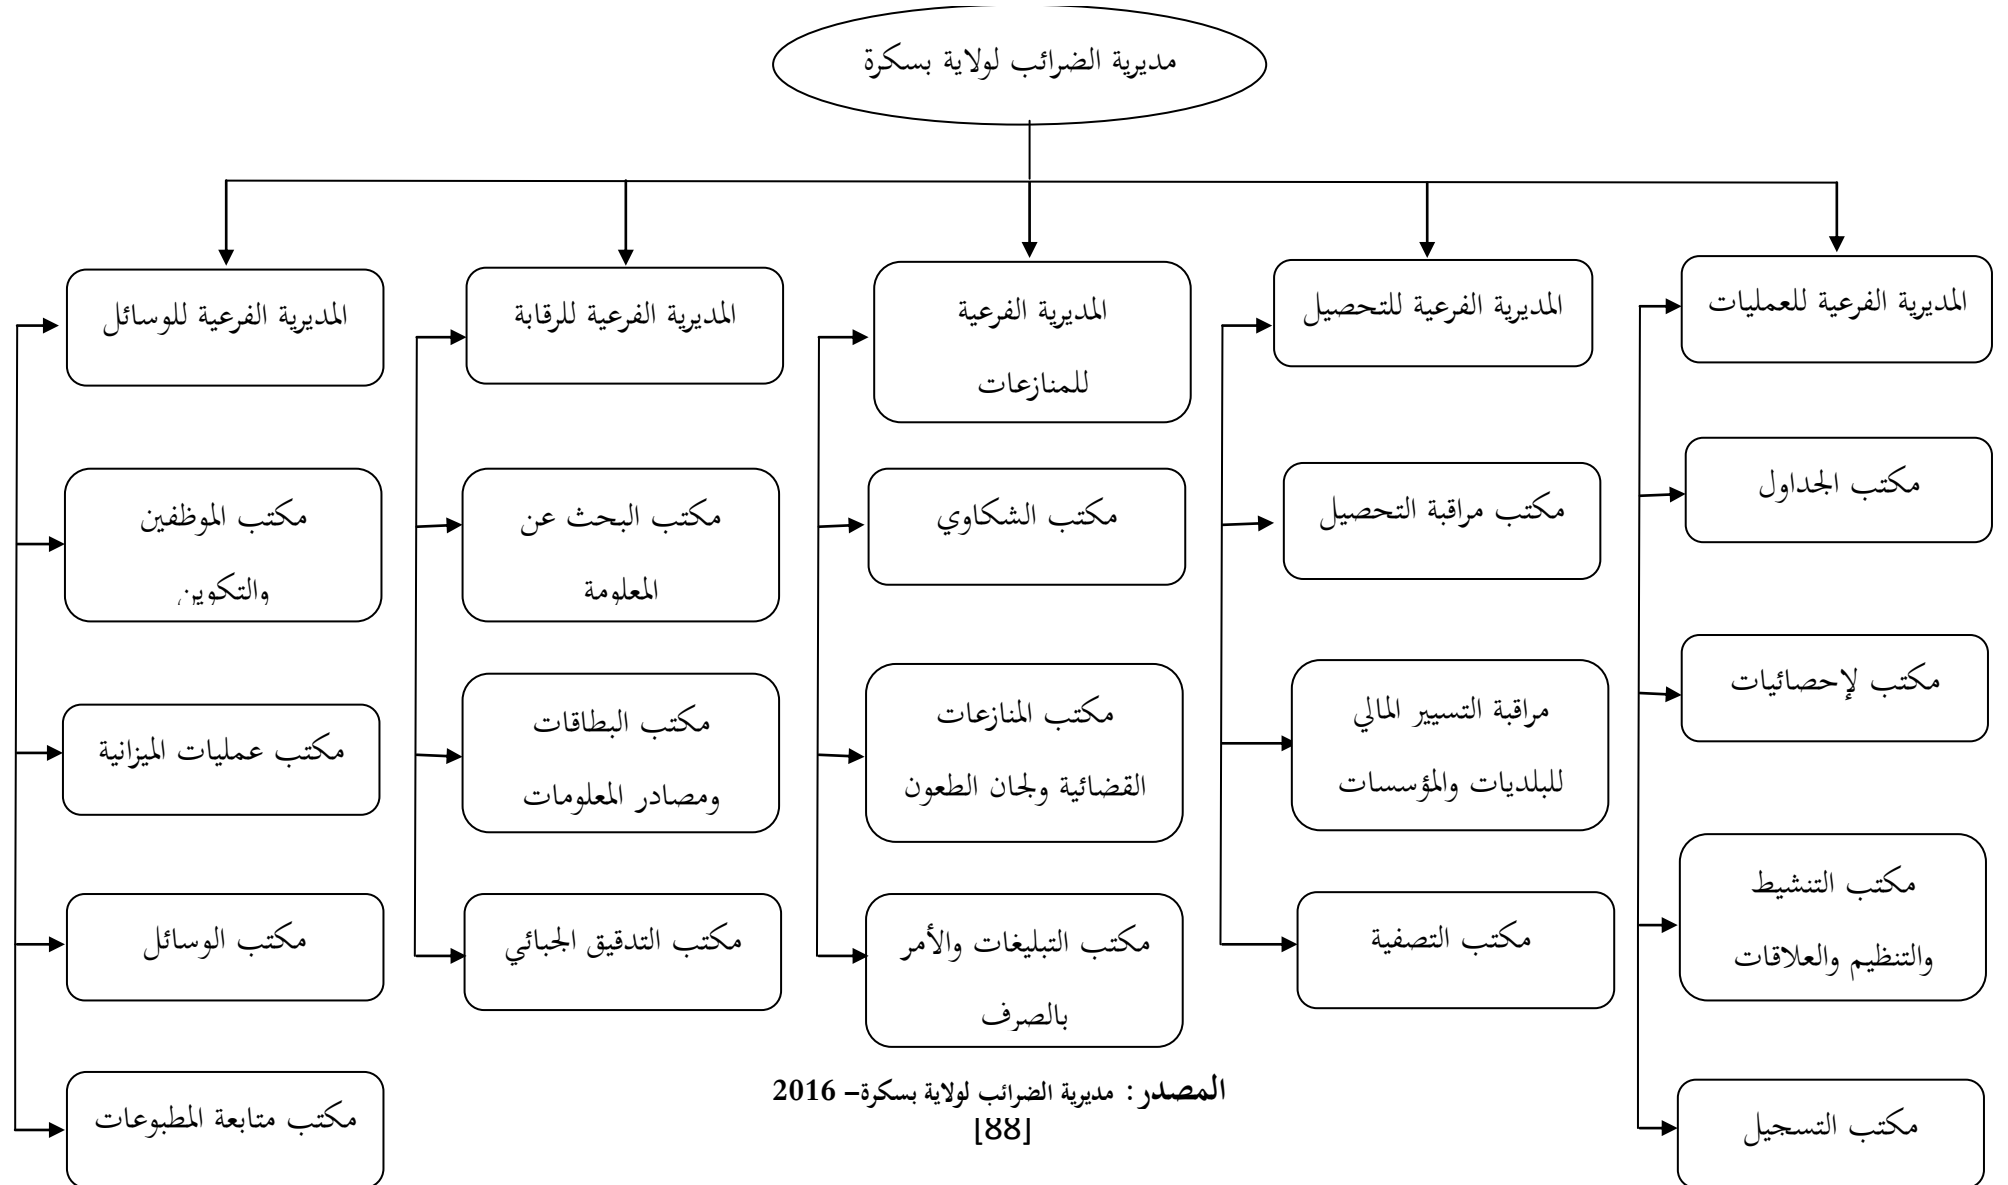 مديرية الضرائب لولاية بسكرة
المديرية الفرعية للعمليات
المديرية الفرعية للتحصيل
المديرية الفرعية
للمنازعات
المديرية الفرعية للرقابة
المديرية الفرعية للوسائل
مكتب الجداول
مكتب مراقبة التحصيل
مكتب الشكاوي
مكتب البحث عن
المعلومة
مكتب الموظفين
والتكوين
مكتب لإحصائيات
مراقبة التسيير المالي
للبلديات والمؤسسات
مكتب المنازعات
القضائية ولجان الطعون
مكتب البطاقات
ومصادر المعلومات
مكتب عمليات الميزانية
مكتب التنشيط
والتنظيم والعلاقات
مكتب التصفية
مكتب التبليغات والأمر
بالصرف
مكتب التدقيق الجبائي
مكتب الوسائل
مكتب التسجيل
مكتب متابعة المطبوعات
المصدر: مديرية الضرائب لولاية بسكرة– 2016
[88]